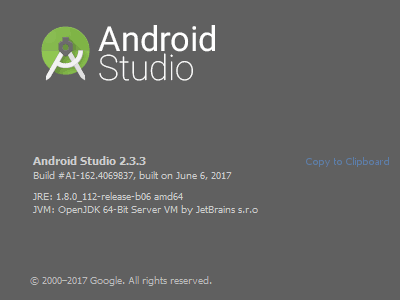 Android
Studio
Android Studio 2.3.3
Copy to Clipboard
Build #AI-162.4069837, built on June 6, 2017
JRE: 1.8.0_112-release-b06 amd64
JVM: OpenJDK 64-Bit Server VM by JetBrains s.r.o
© 2000–2017 Google. All rights reserved.